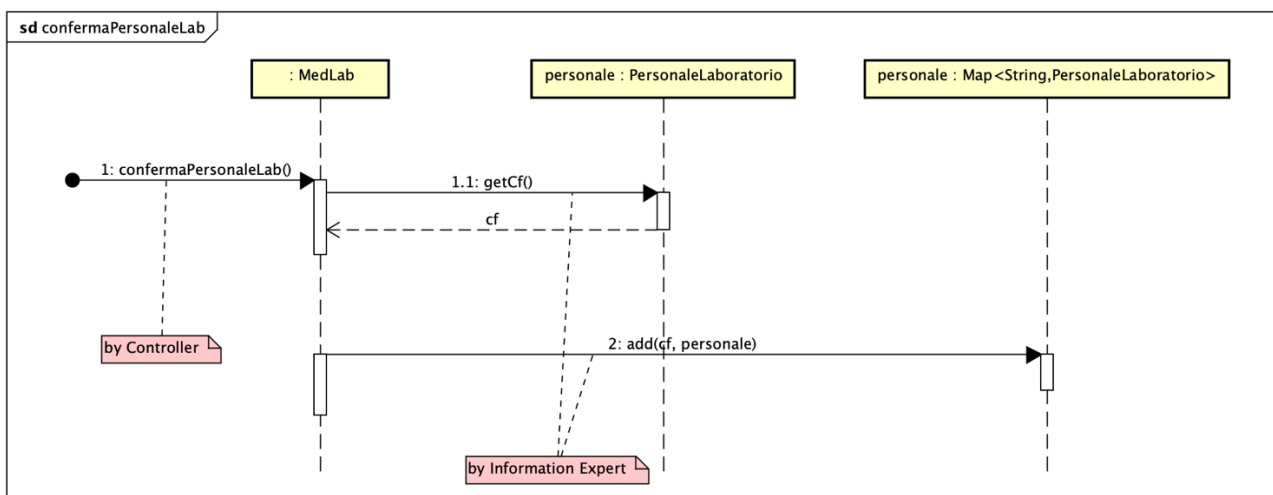 sd confermaPersonaleLab
: MedLab
personale : PersonaleLaboratorio
personale : Map<String,PersonaleLaboratorio>
1: confermaPersonaleLab()
1.1: getCf()
cf
by Controller
2: add(cf, personale)
by Information Expert